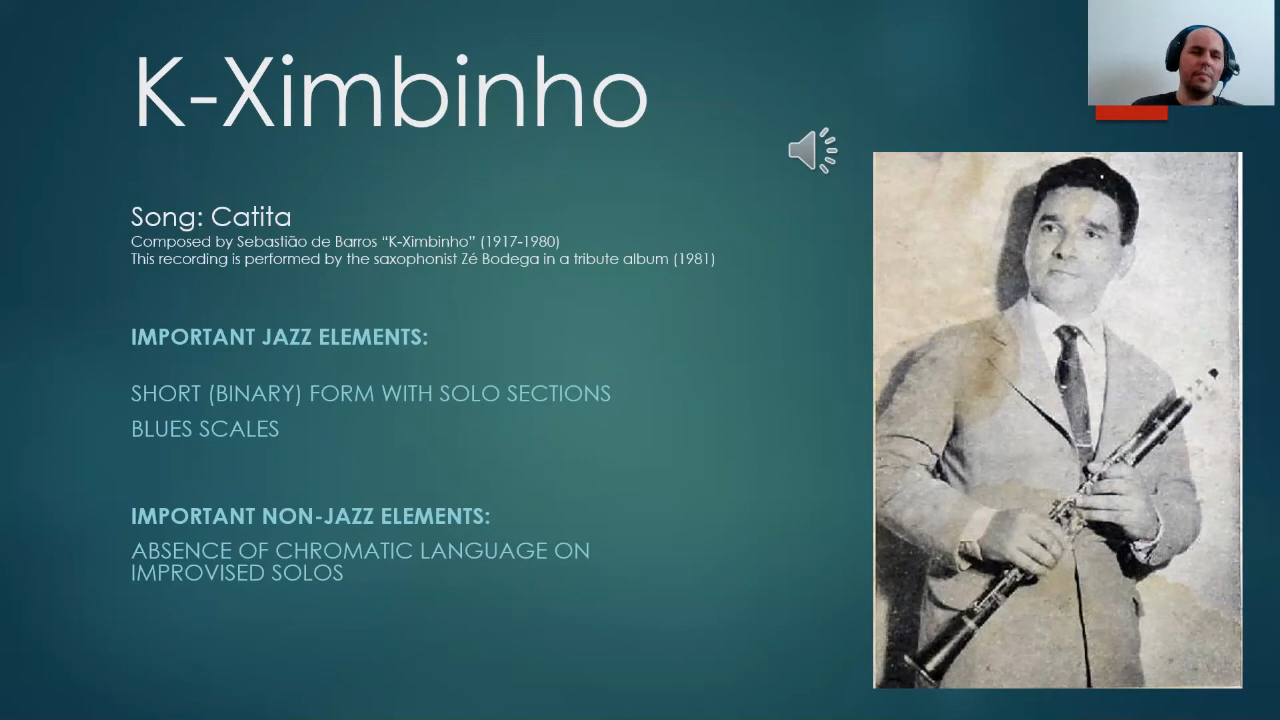 K-Ximbinho
Song: Catita
Composed by Sebastião de Barros “K-Ximbinho” (1917-1980)
This recording is performed by the saxophonist Zé Bodega in a tribute album (1981)
IMPORTANT JAZZ ELEMENTS:
SHORT (BINARY) FORM WITH SOLO SECTIONS
BLUES SCALES
IMPORTANT NON-JAZZ ELEMENTS:
ABSENCE OF CHROMATIC LANGUAGE ON
IMPROVISED SOLOS